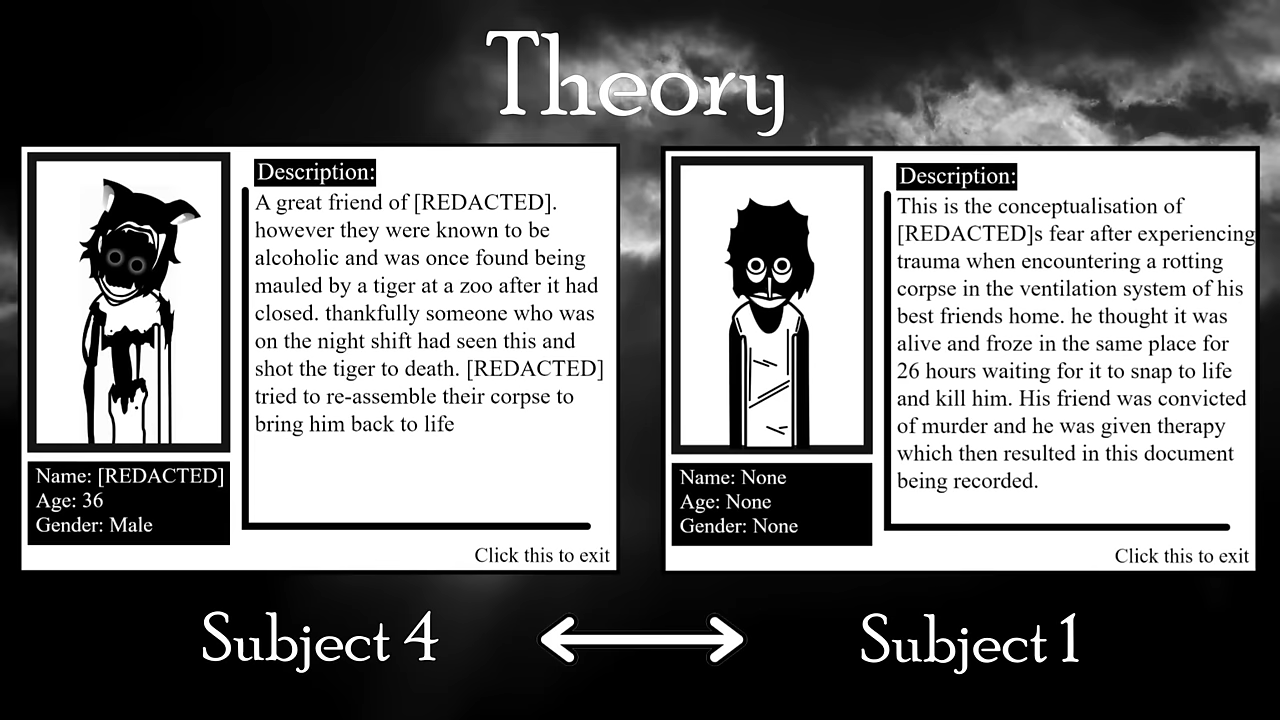 Theory
Description:
A great friend of [REDACTED].
however they were known to be
alcoholic and was once found being
mauled by a tiger at a zoo after it had
closed. thankfully someone who was
on the night shift had seen this and
shot the tiger to death. [REDACTED]
tried to re-assemble their corpse to
bring him back to life
Name: [REDACTED]
Age: 36
Gender: Male
Click this to exit
Description:
This is the conceptualisation of
[REDACTED]s fear after experiencing
trauma when encountering a rotting
corpse in the ventilation system of his
best friends home. he thought it was
alive and froze in the same place for
26 hours waiting for it to snap to life
and kill him. His friend was convicted
of murder and he was given therapy
which then resulted in this document
being recorded.
Name: None
Age: None
Gender: None
Click this to exit
Subject 4
Subject 1